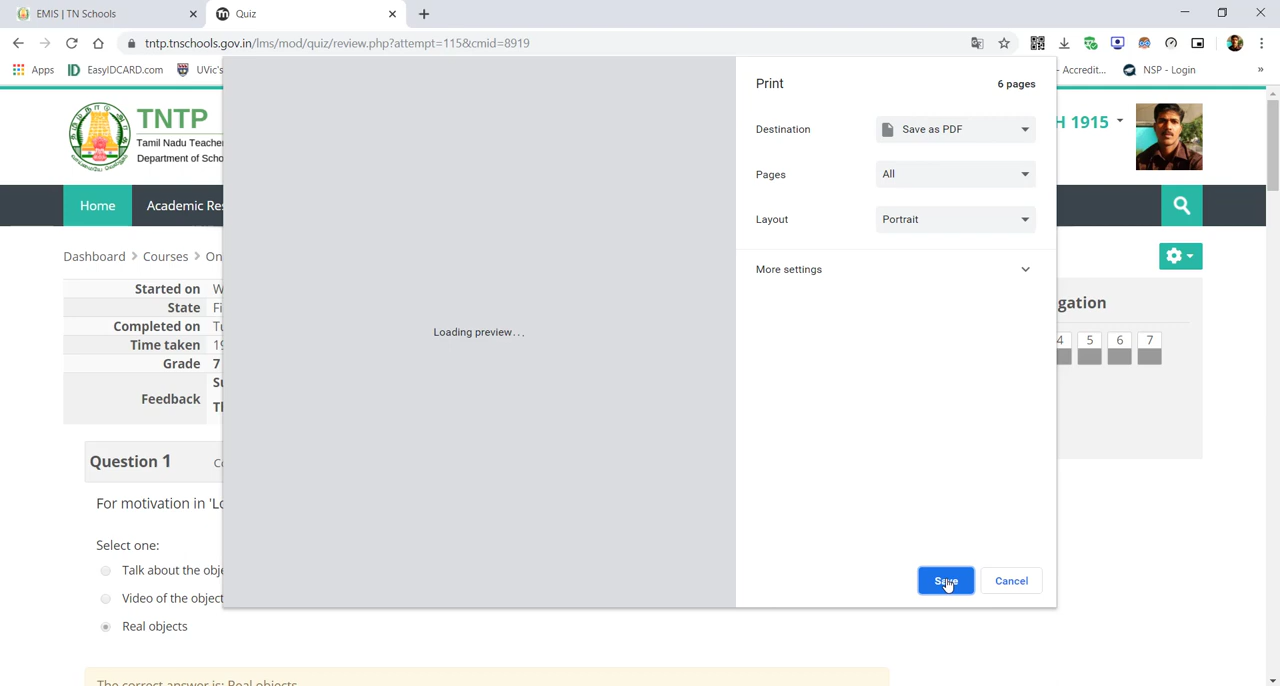 EMIS | TN Schools
Quiz
tntp.tnschools.gov.in/lms/mod/quiz/review.php?attempt=115&cmid=8919
Apps
EasyIDCARD.com
UVic's
- Accredit...
NSP - Login
»
TNTP
Tamil Nadu Teacher
Department of Scho
H 1915
Home
Academic Res
Dashboard
Courses
On
Started on
State
Completed on
Time taken
Grade 7
Feedback
Question 1
For motivation in 'Lo
Select one:
Talk about the obje
Video of the object
Real objects
The correct answer is: Real objects
Loading preview...
Print
6 pages
Destination
Save as PDF
Pages
All
Layout
Portrait
More settings
Save
Cancel
gation
4 5 6 7